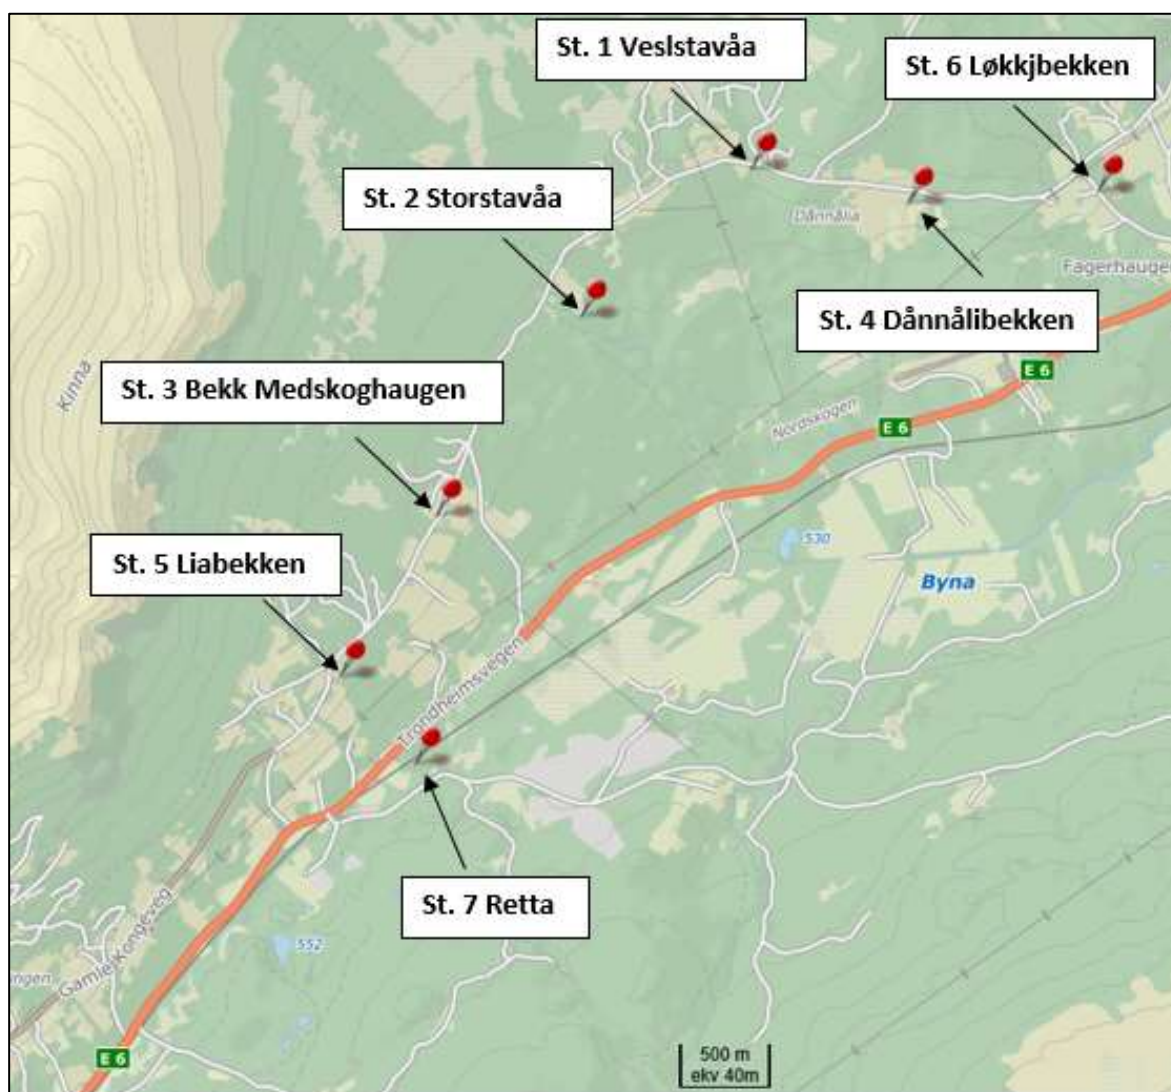 St. 1 Veslstavåa
St. 6 Løkkjbekken
St. 2 Storstavåa
Dånnålia
Fagerhaugen
St. 4 Dånnålibekken
E 6
Kinna
St. 3 Bekk Medskoghaugen
Nordskogen
E 6
530
St. 5 Liabekken
Byna
Trondheimsvegen
St. 7 Retta
552
Gamle Kongeveg
ungen
E 6
500 m
ekv 40m